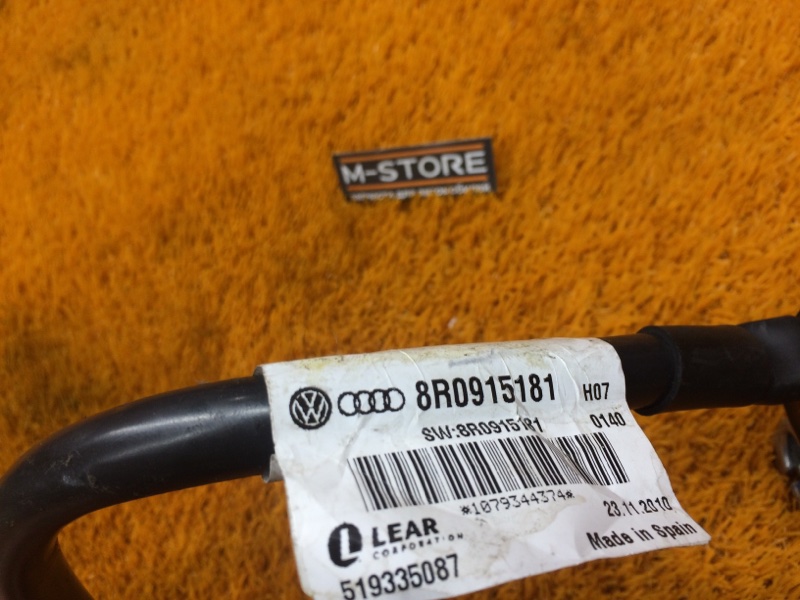 M-STORE
8R0915181 H07
SW:8R0915181 0140
*1079344374*
23.11.2010
LEAR
CORPORATION
Made in Spain
519335087